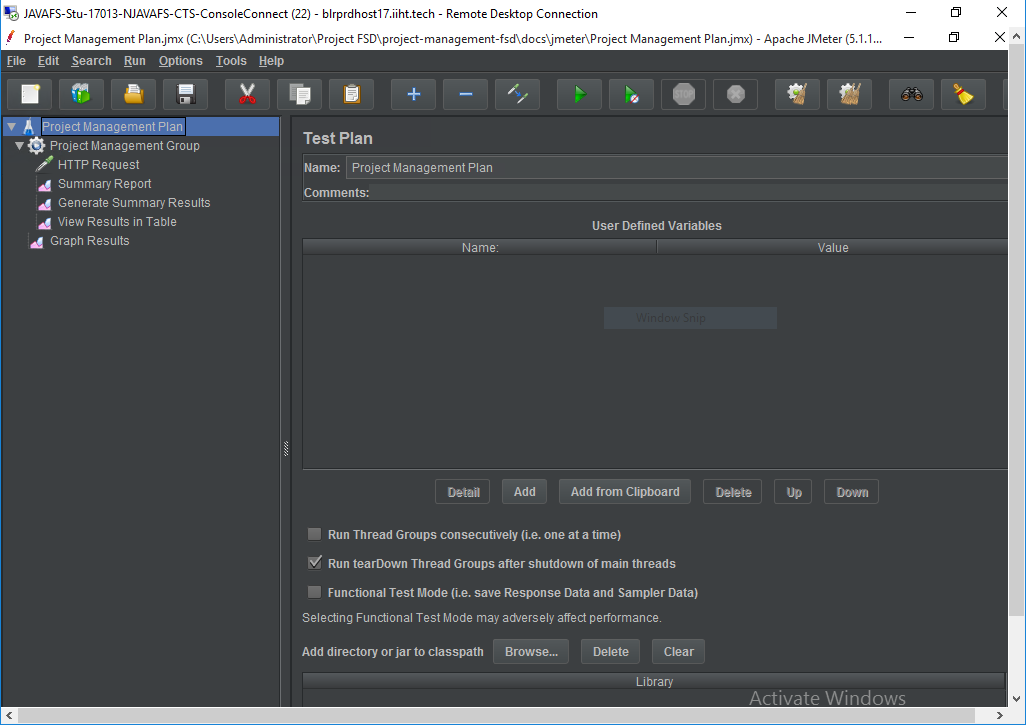 JAVAFS-Stu-17013-NJAVAFS-CTS-ConsoleConnect (22) - blrprdhost17.iiht.tech - Remote Desktop Connection
Project Management Plan.jmx (C:\Users\Administrator\Project FSD\project-management-fsd\docs\jmeter\Project Management Plan.jmx) - Apache JMeter (5.1.1...
File Edit Search Run Options Tools Help
STOP
Project Management Plan
Project Management Group
HTTP Request
Summary Report
Generate Summary Results
View Results in Table
Graph Results
Test Plan
Name: Project Management Plan
Comments:
User Defined Variables
Name: Value
Window Snip
Detail Add Add from Clipboard Delete Up Down
Run Thread Groups consecutively (i.e. one at a time)
Run tearDown Thread Groups after shutdown of main threads
Functional Test Mode (i.e. save Response Data and Sampler Data)
Selecting Functional Test Mode may adversely affect performance.
Add directory or jar to classpath Browse... Delete Clear
Library
Activate Windows